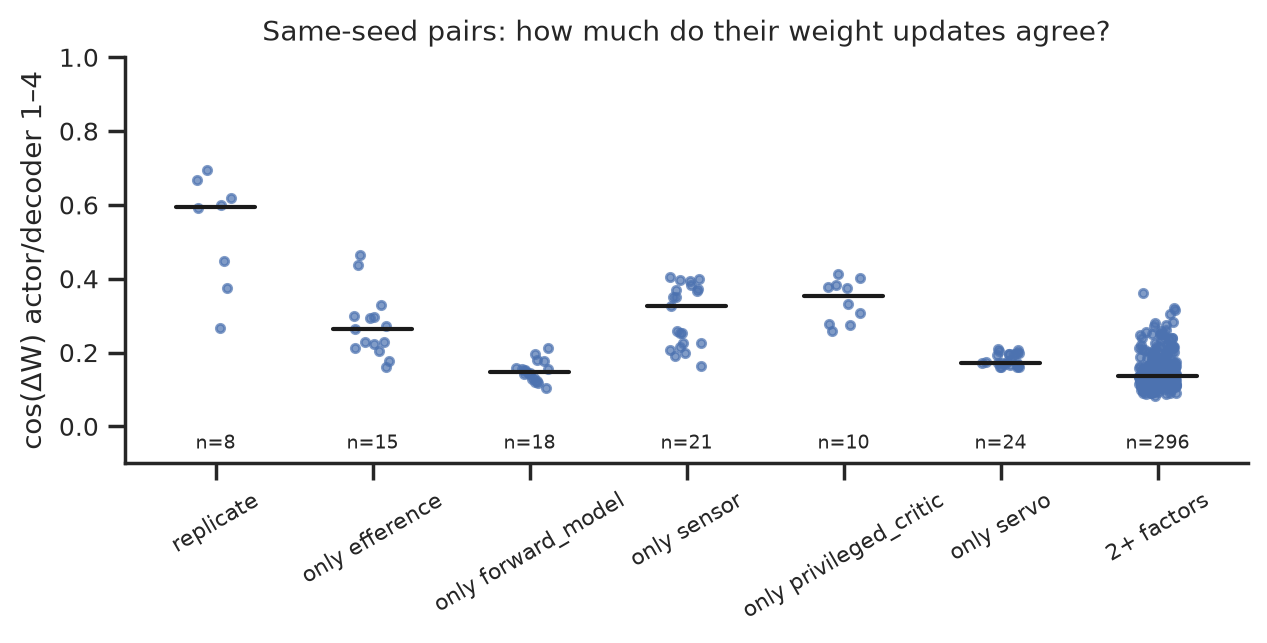 Same-seed pairs: how much do their weight updates agree?
cos(ΔW) actor/decoder 1–4
1.0
0.8
0.6
0.4
0.2
0.0
n=8
n=15
n=18
n=21
n=10
n=24
n=296
replicate
only efference
only forward_model
only sensor
only privileged_critic
only servo
2+ factors